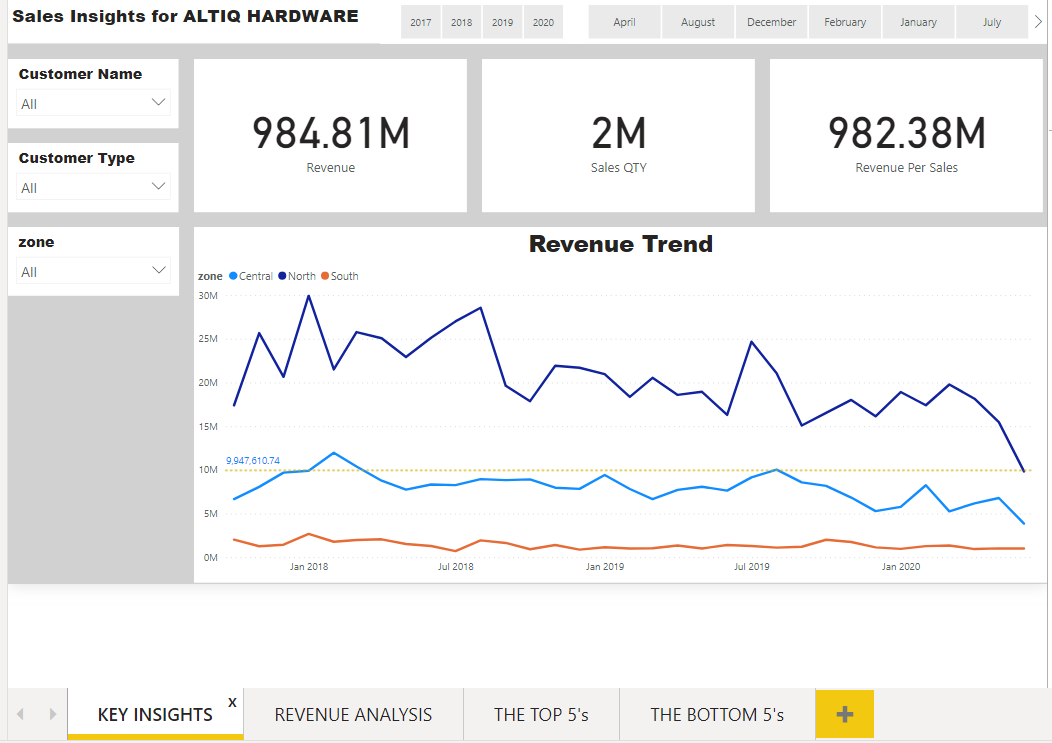 Sales Insights for ALTIQ HARDWARE
2017 2018 2019 2020 April August December February January July
Customer Name
All
Customer Type
All
zone
All
984.81M
Revenue
2M
Sales QTY
982.38M
Revenue Per Sales
Revenue Trend
zone Central North South
30M
25M
20M
15M
9,947,610.74
10M
5M
0M
Jan 2018 Jul 2018 Jan 2019 Jul 2019 Jan 2020
KEY INSIGHTS x REVENUE ANALYSIS THE TOP 5's THE BOTTOM 5's +